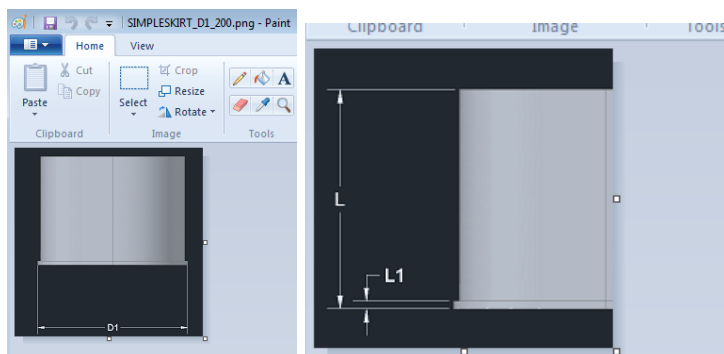 SIMPLESKIRT_D1_200.png - Paint
Home View
Paste
Cut
Copy
Select
Crop
Resize
Rotate
Tools
Clipboard Image
D1
Clipboard Image Tools
L
L1